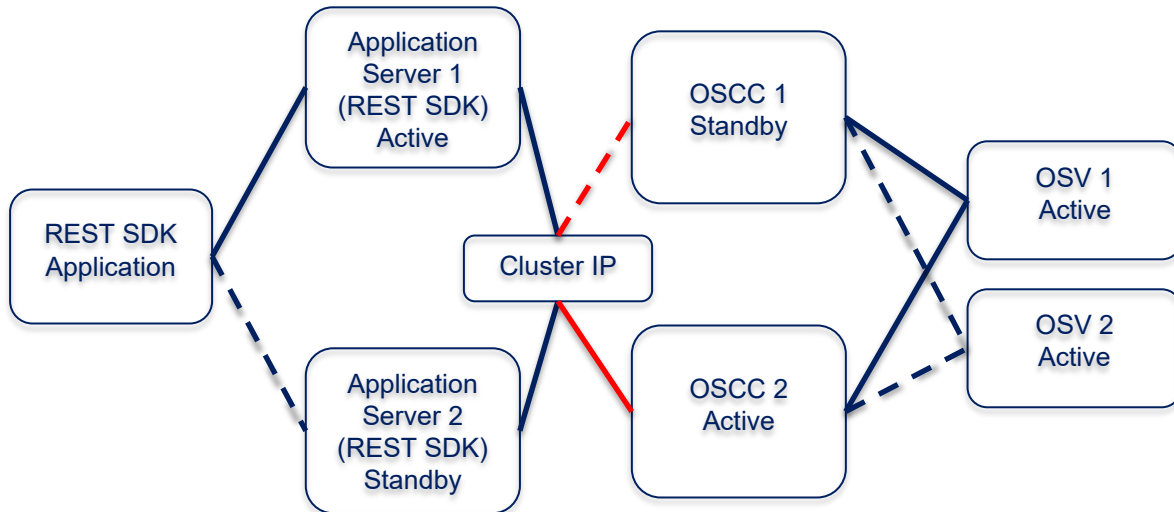 REST SDK
Application
Application
Server 1
(REST SDK)
Active
Application
Server 2
(REST SDK)
Standby
Cluster IP
OSCC 1
Standby
OSCC 2
Active
OSV 1
Active
OSV 2
Active